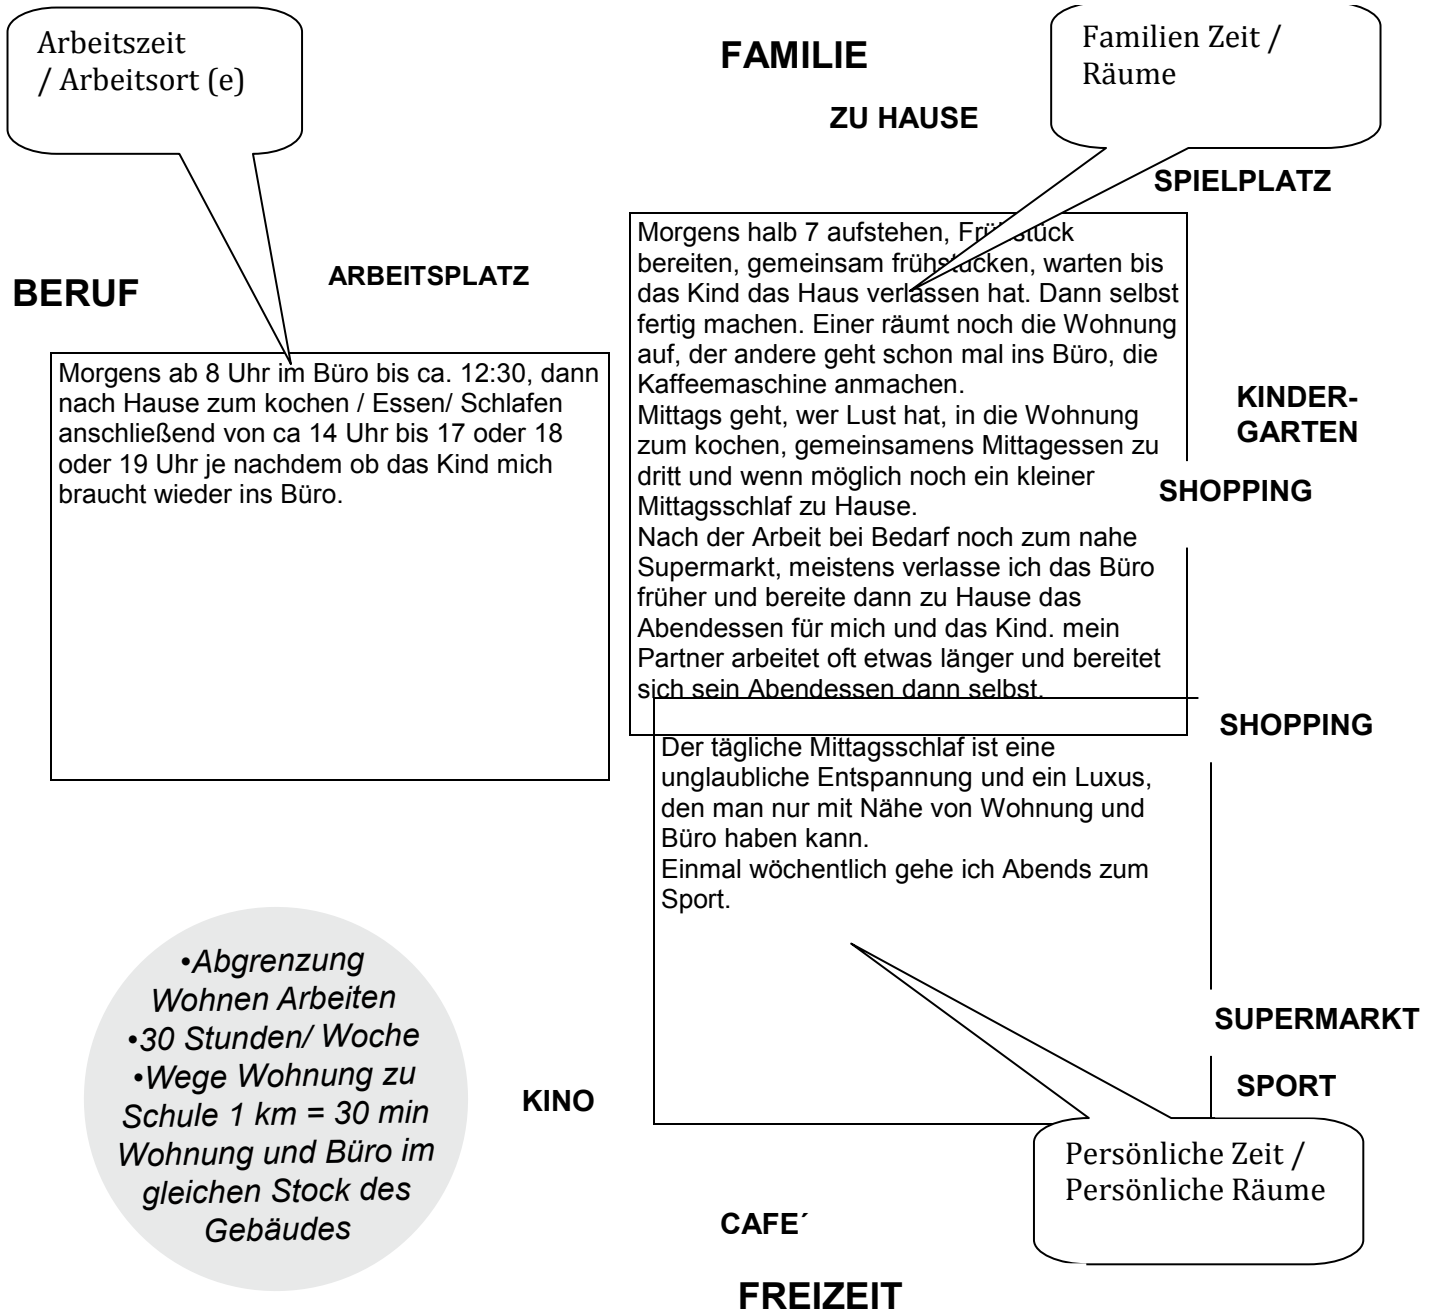 Arbeitszeit
/ Arbeitsort (e)
FAMILIE
ZU HAUSE
Familien Zeit /
Räume
SPIELPLATZ
BERUF
ARBEITSPLATZ
Morgens ab 8 Uhr im Büro bis ca. 12:30, dann
nach Hause zum kochen / Essen/ Schlafen
anschließend von ca 14 Uhr bis 17 oder 18
oder 19 Uhr je nachdem ob das Kind mich
braucht wieder ins Büro.
Morgens halb 7 aufstehen, Frühstück
bereiten, gemeinsam frühstücken, warten bis
das Kind das Haus verlassen hat. Dann selbst
fertig machen. Einer räumt noch die Wohnung
auf, der andere geht schon mal ins Büro, die
Kaffeemaschine anmachen.
Mittags geht, wer Lust hat, in die Wohnung
zum kochen, gemeinsamens Mittagessen zu
dritt und wenn möglich noch ein kleiner
Mittagsschlaf zu Hause.
Nach der Arbeit bei Bedarf noch zum nahe
Supermarkt, meistens verlasse ich das Büro
früher und bereite dann zu Hause das
Abendessen für mich und das Kind. mein
Partner arbeitet oft etwas länger und bereitet
sich sein Abendessen dann selbst.
KINDER-
GARTEN
SHOPPING
SHOPPING
Der tägliche Mittagsschlaf ist eine
unglaubliche Entspannung und ein Luxus,
den man nur mit Nähe von Wohnung und
Büro haben kann.
Einmal wöchentlich gehe ich Abends zum
Sport.
•Abgrenzung
Wohnen Arbeiten
•30 Stunden/ Woche
•Wege Wohnung zu
Schule 1 km = 30 min
Wohnung und Büro im
gleichen Stock des
Gebäudes
KINO
SUPERMARKT
SPORT
Persönliche Zeit /
Persönliche Räume
CAFE´
FREIZEIT